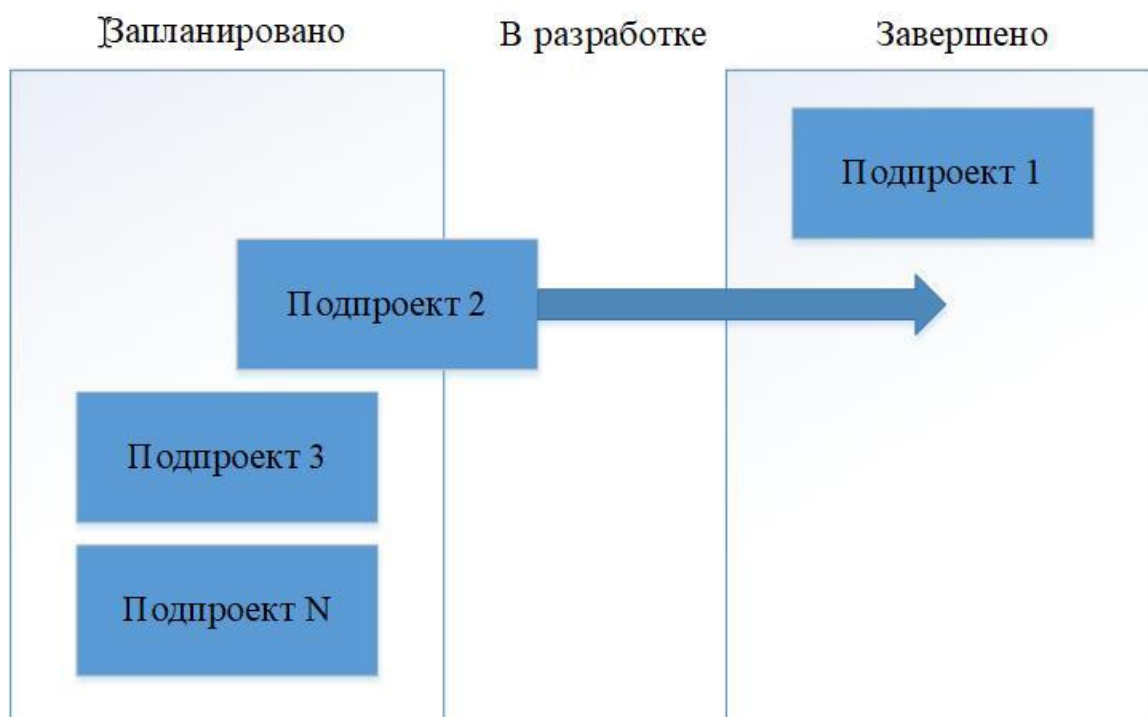 Запланировано
В разработке
Завершено
Подпроект 1
Подпроект 2
Подпроект 3
Подпроект N